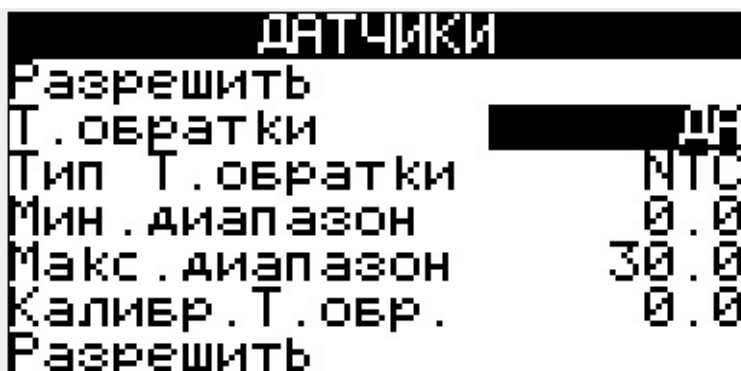 ДАТЧИКИ
Разрешить
Т.обратки ДА
Тип Т.обратки NTC
Мин.диапазон 0.0
Макс.диапазон 30.0
Калибр.Т.обр. 0.0
Разрешить